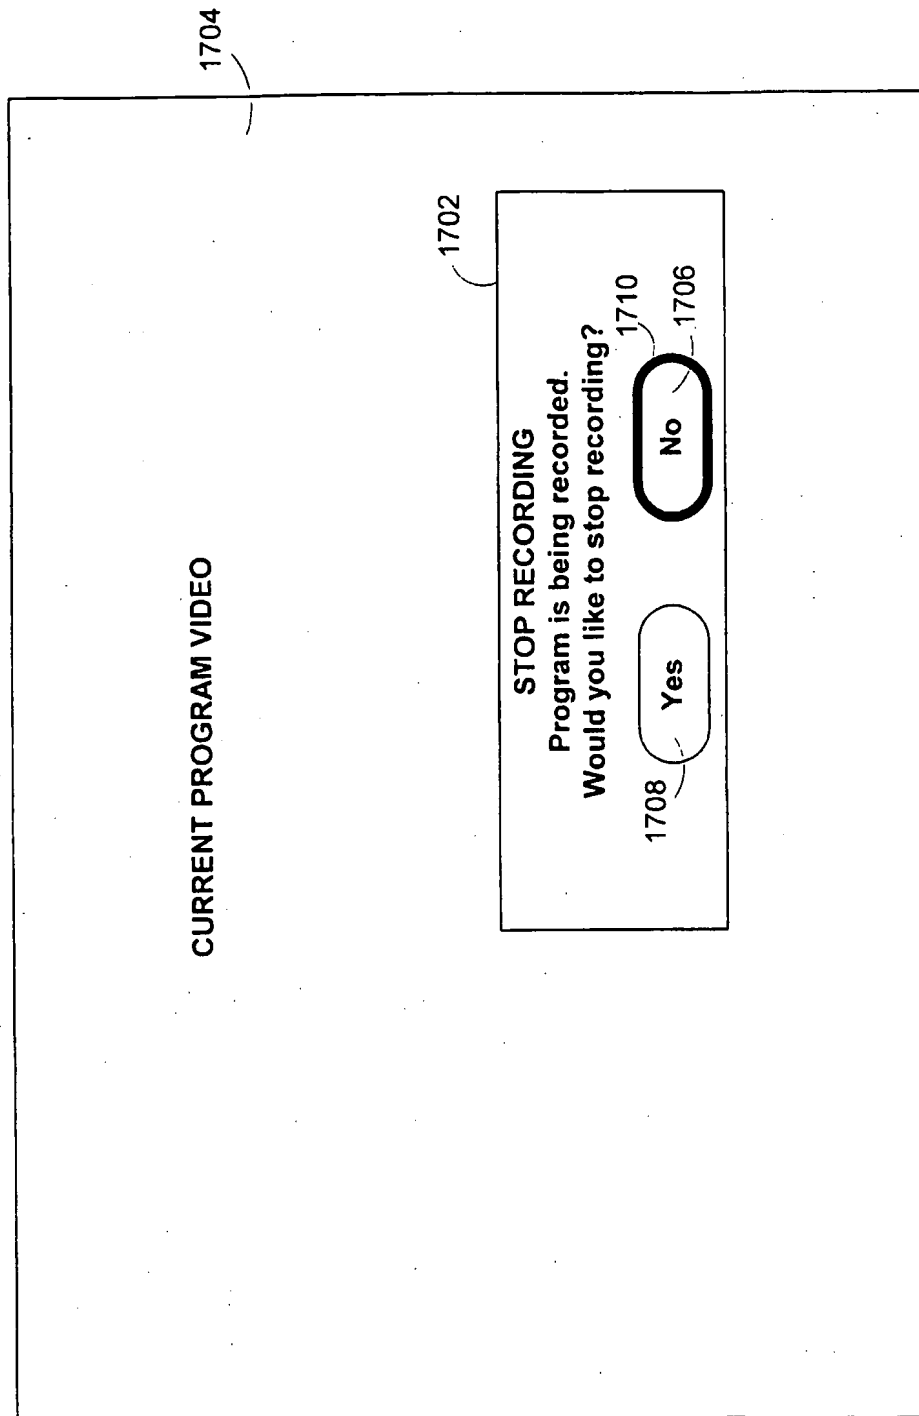 1704
CURRENT PROGRAM VIDEO
1702
STOP RECORDING
Program is being recorded.
Would you like to stop recording?
1710
1708
Yes
No
1706